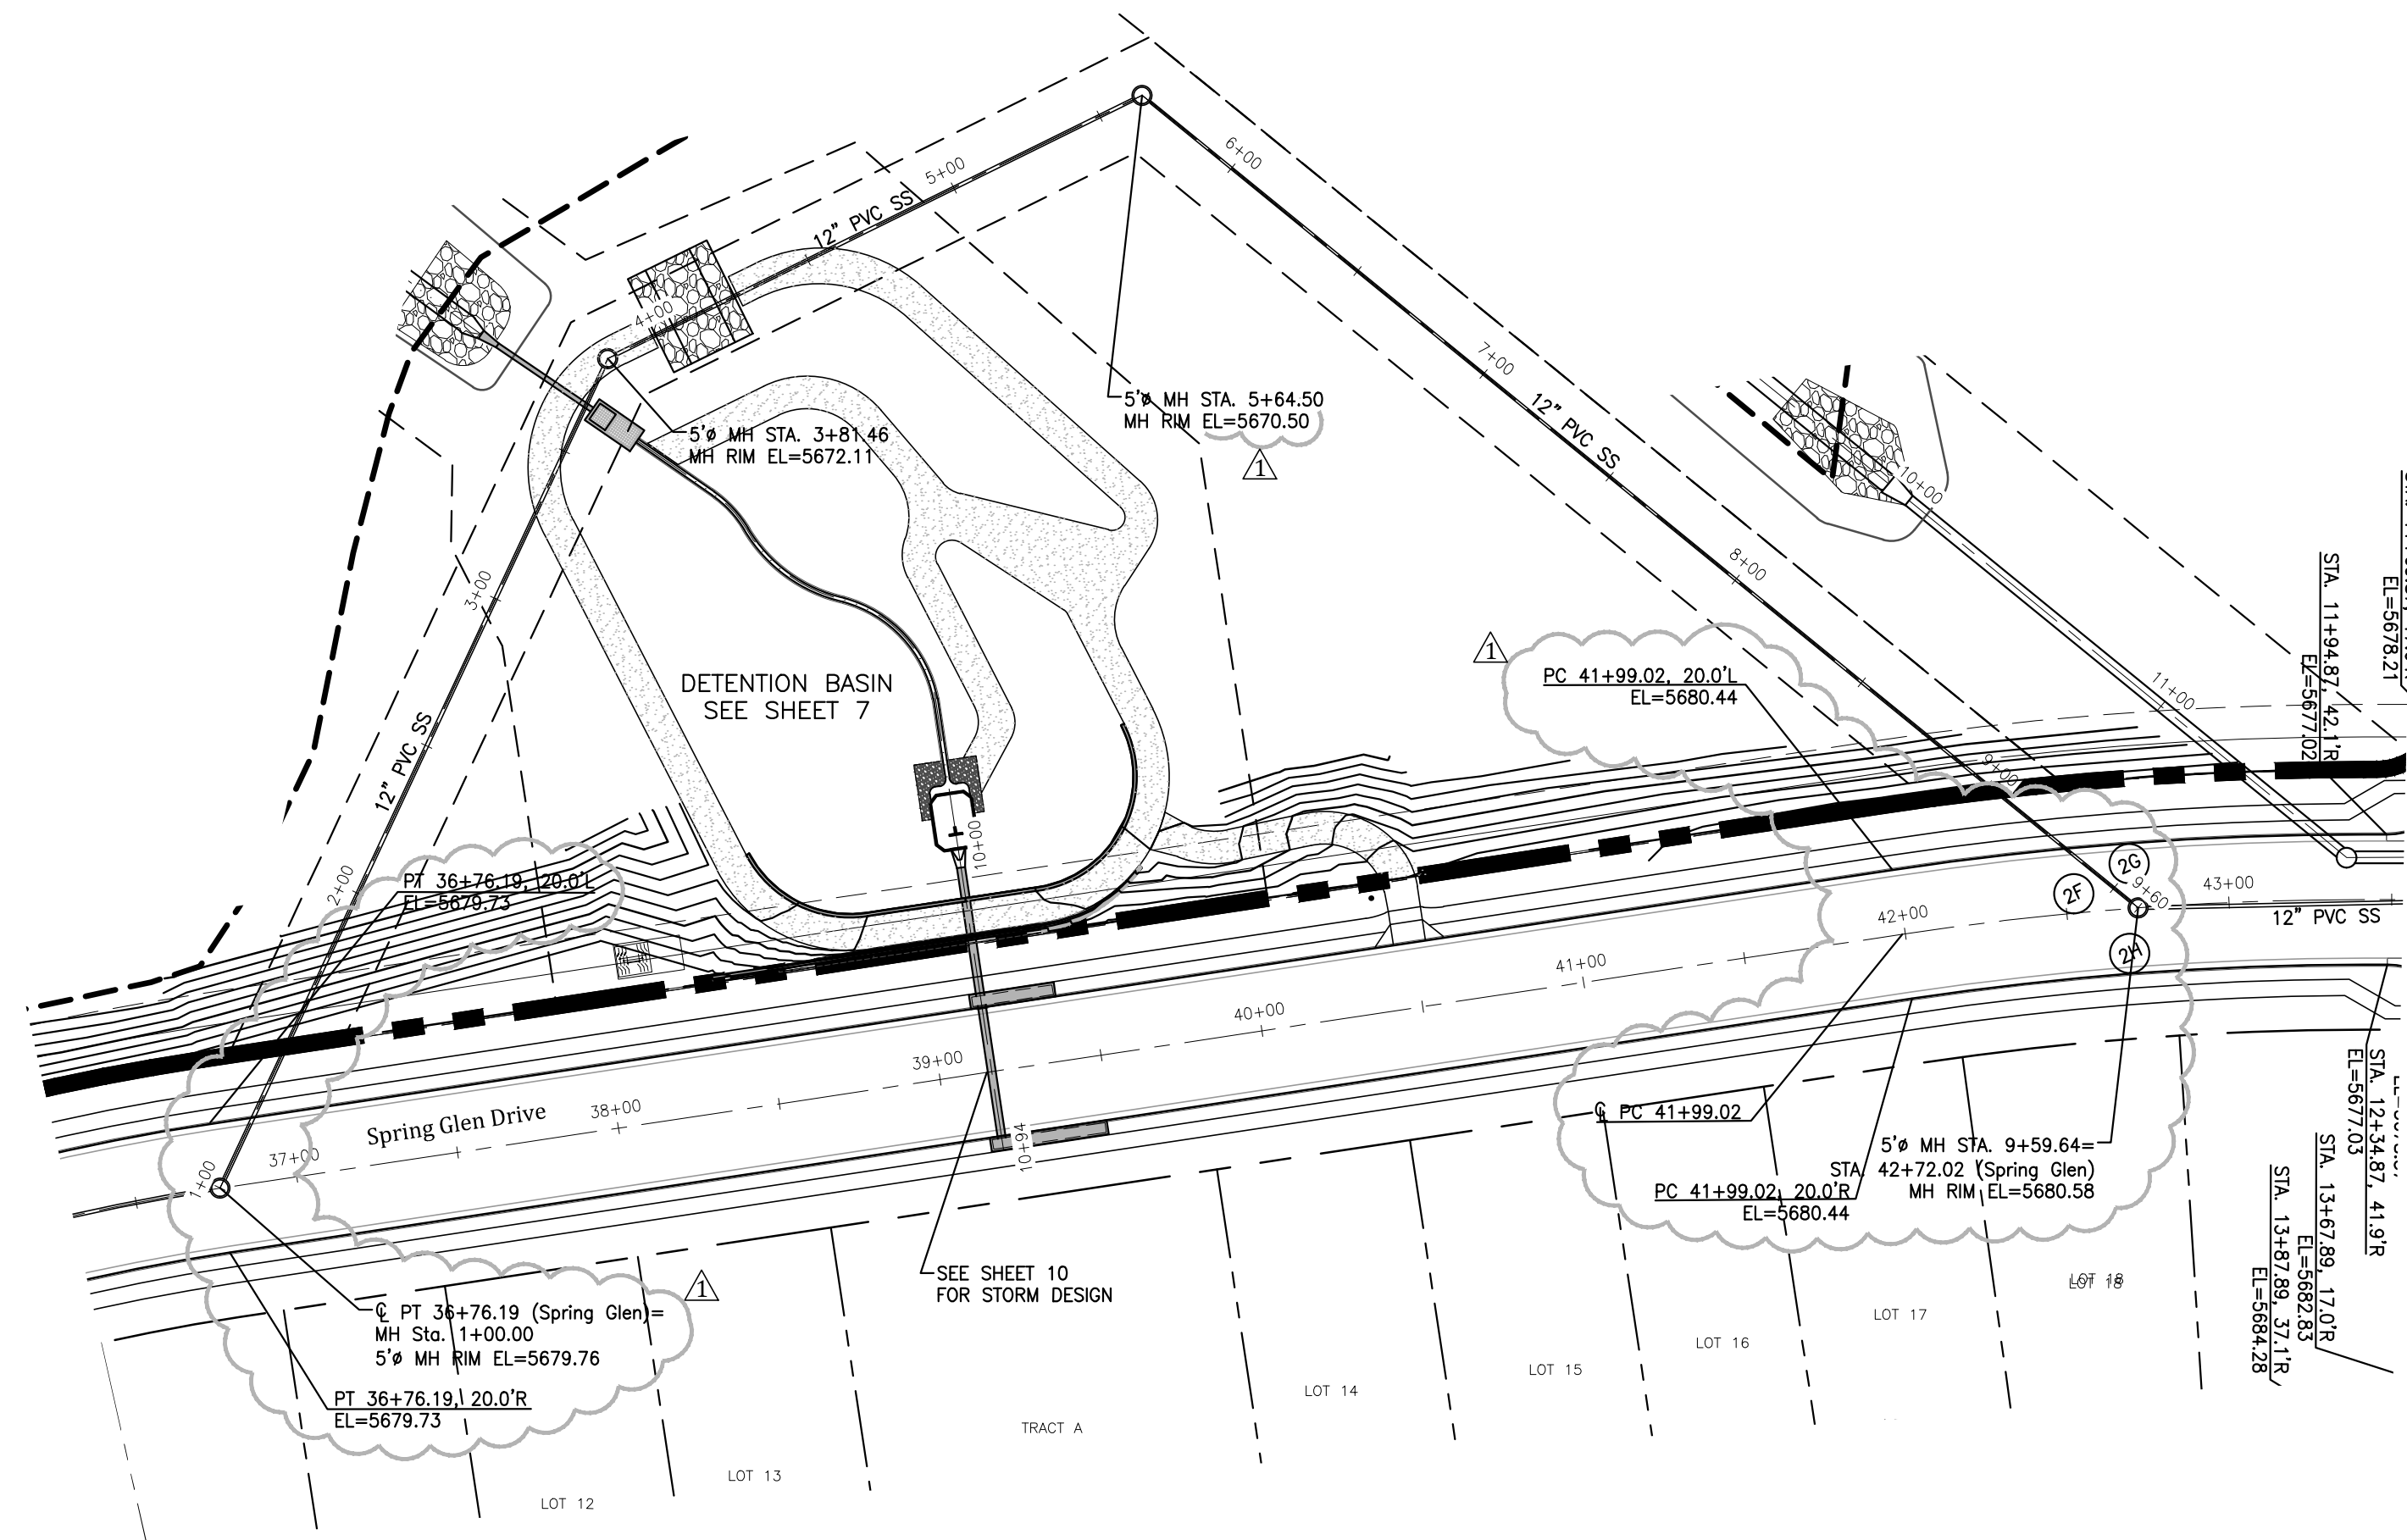 6+00
5+00
12" PVC SS
4+00
7+00
5'ø MH STA. 5+64.50
MH RIM EL=5670.50
1
12" PVC SS
5'ø MH STA. 3+81.46
MH RIM EL=5672.11
10+00
8+00
3+00
STA. 11+94.87, 42.1'R
EL=5677.02
EL=5678.21
1
PC 41+99.02, 20.0'L
EL=5680.44
DETENTION BASIN
SEE SHEET 7
11+00
12" PVC SS
9+00
10+00
2+00
PT 36+76.19, 20.0'L
EL=5679.73
2G
2F
9+60
43+00
12" PVC SS
42+00
2H
41+00
40+00
39+00
38+00
Spring Glen Drive
37+00
1+00
10+94
℄ PC 41+99.02
5'ø MH STA. 9+59.64=
STA. 42+72.02 (Spring Glen)
MH RIM EL=5680.58
PC 41+99.02, 20.0'R
EL=5680.44
STA. 12+34.87, 41.9'R
EL=5677.03
STA. 13+67.89, 17.0'R
EL=5682.83
STA. 13+87.89, 37.1'R
EL=5684.28
SEE SHEET 10
FOR STORM DESIGN
1
℄ PT 36+76.19 (Spring Glen)=
MH Sta. 1+00.00
5'ø MH RIM EL=5679.76
PT 36+76.19, 20.0'R
EL=5679.73
LOT 18
LOT 18
LOT 17
LOT 16
LOT 15
LOT 14
TRACT A
LOT 13
LOT 12